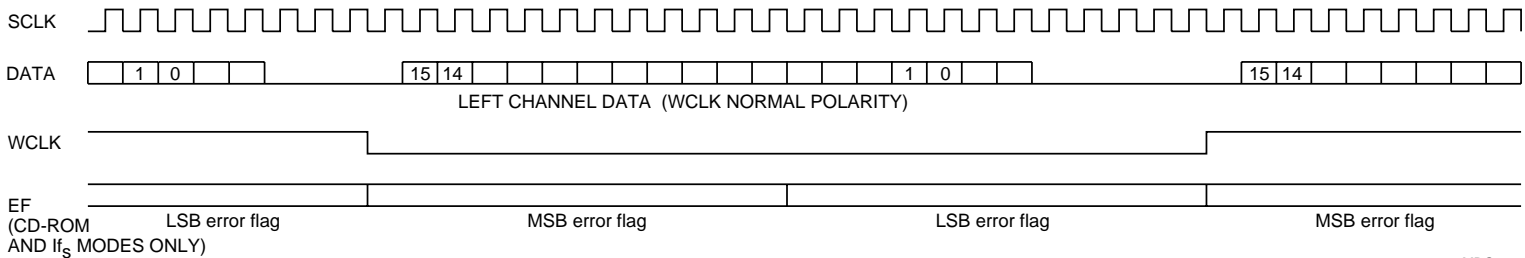 SCLK
DATA 1 0 15 14 1 0 15 14
LEFT CHANNEL DATA (WCLK NORMAL POLARITY)
WCLK
EF
(CD-ROM
AND Ifs MODES ONLY)
LSB error flag MSB error flag LSB error flag MSB error flag